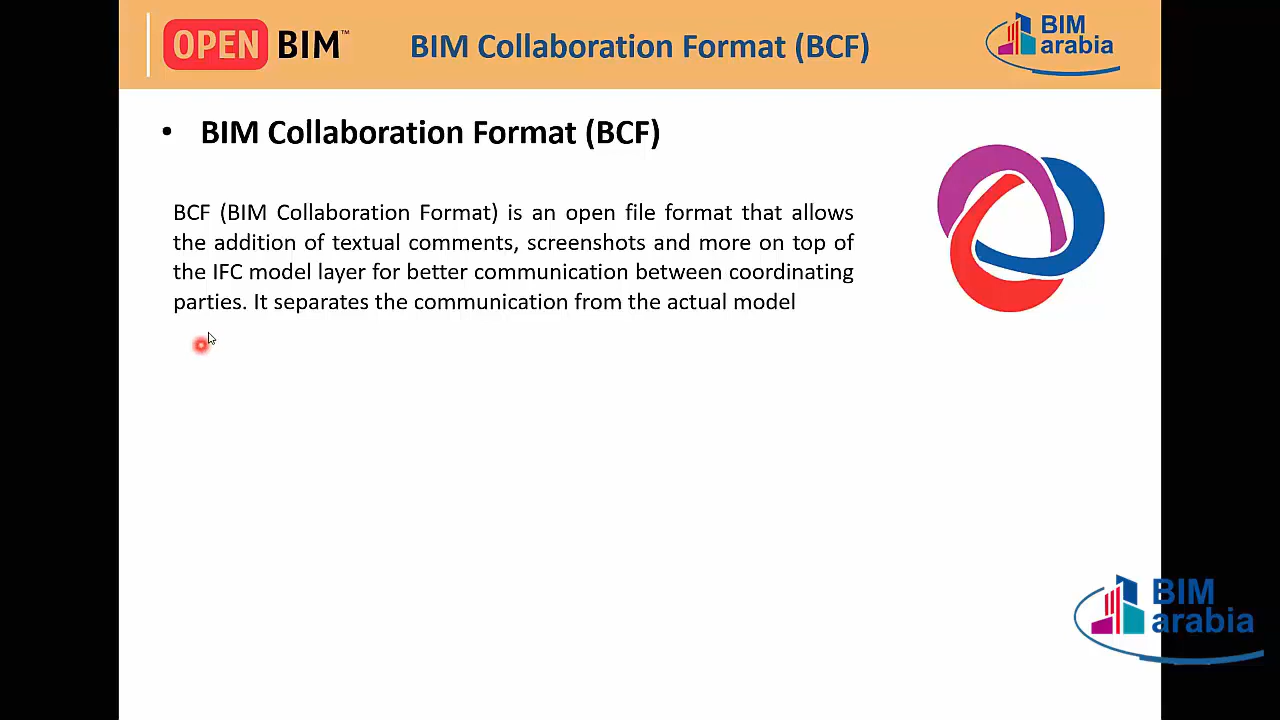 OPEN BIM™
BIM Collaboration Format (BCF)
BIM
arabia
• BIM Collaboration Format (BCF)
BCF (BIM Collaboration Format) is an open file format that allows
the addition of textual comments, screenshots and more on top of
the IFC model layer for better communication between coordinating
parties. It separates the communication from the actual model
BIM
arabia